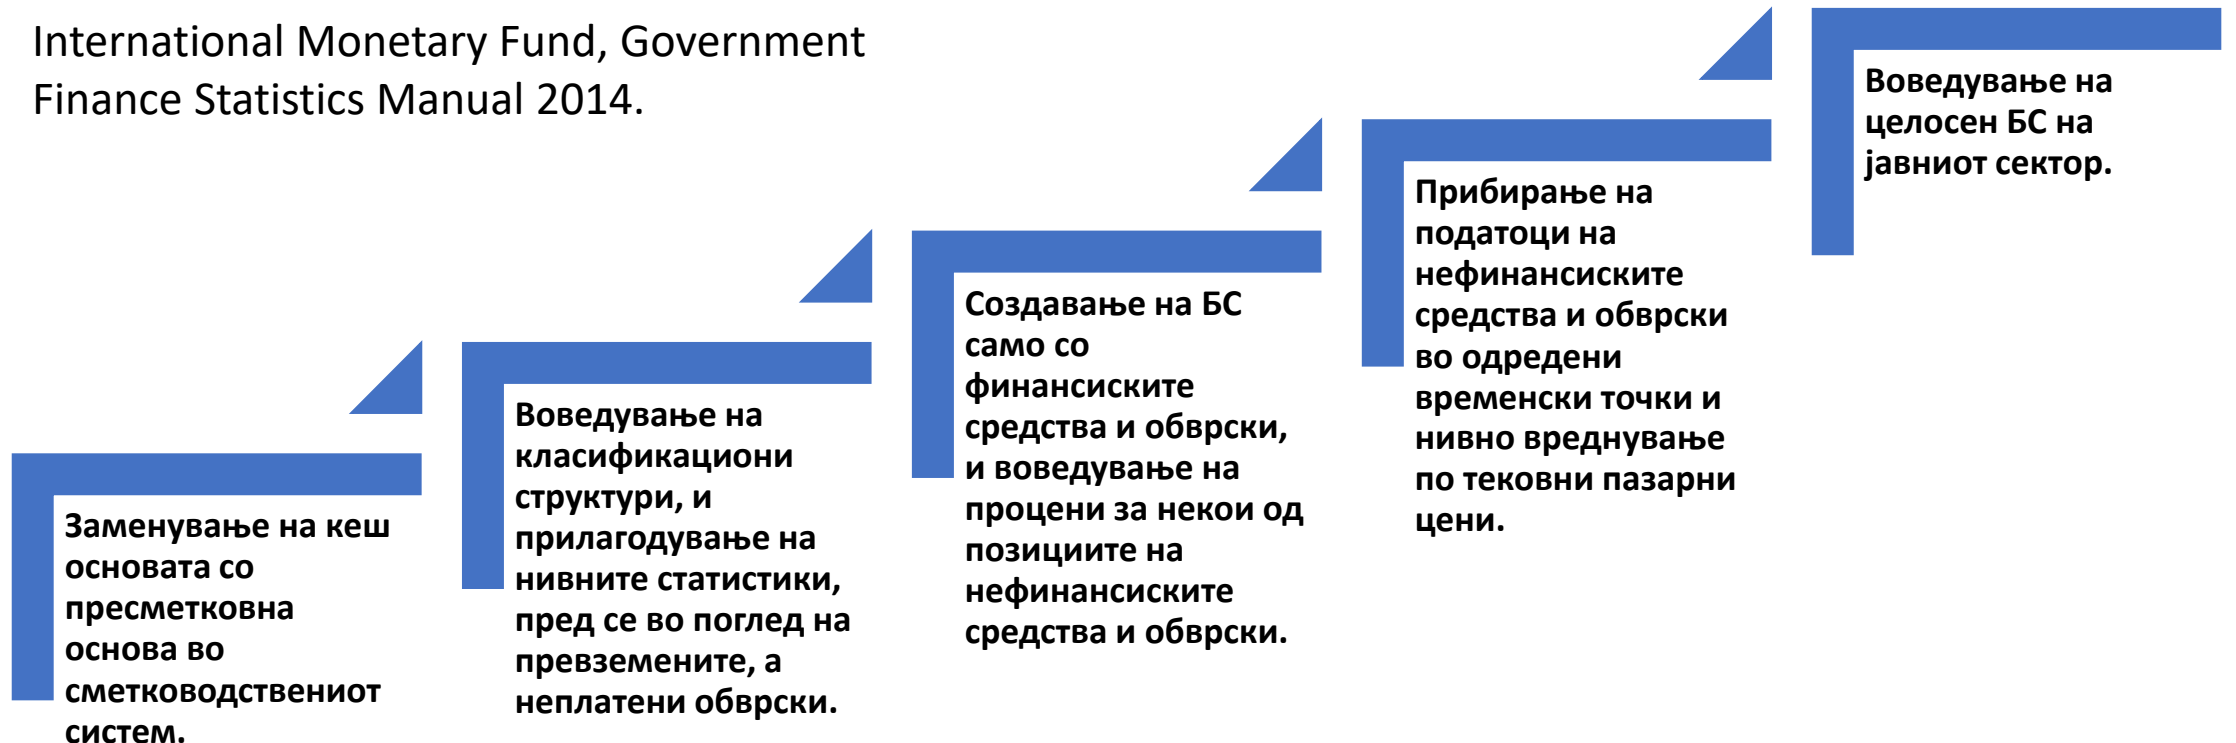 International Monetary Fund, Government
Finance Statistics Manual 2014.
Заменување на кеш
основата со
пресметковна
основа во
сметководствениот
систем.
Воведување на
класификациони
структури, и
прилагодување на
нивните статистики,
пред се во поглед на
превземените, а
неплатени обврски.
Создавање на БС
само со
финансиските
средства и обврски,
и воведување на
процени за некои од
позициите на
нефинансиските
средства и обврски.
Прибирање на
податоци на
нефинансиските
средства и обврски
во одредени
временски точки и
нивно вреднување
по тековни пазарни
цени.
Воведување на
целосен БС на
јавниот сектор.